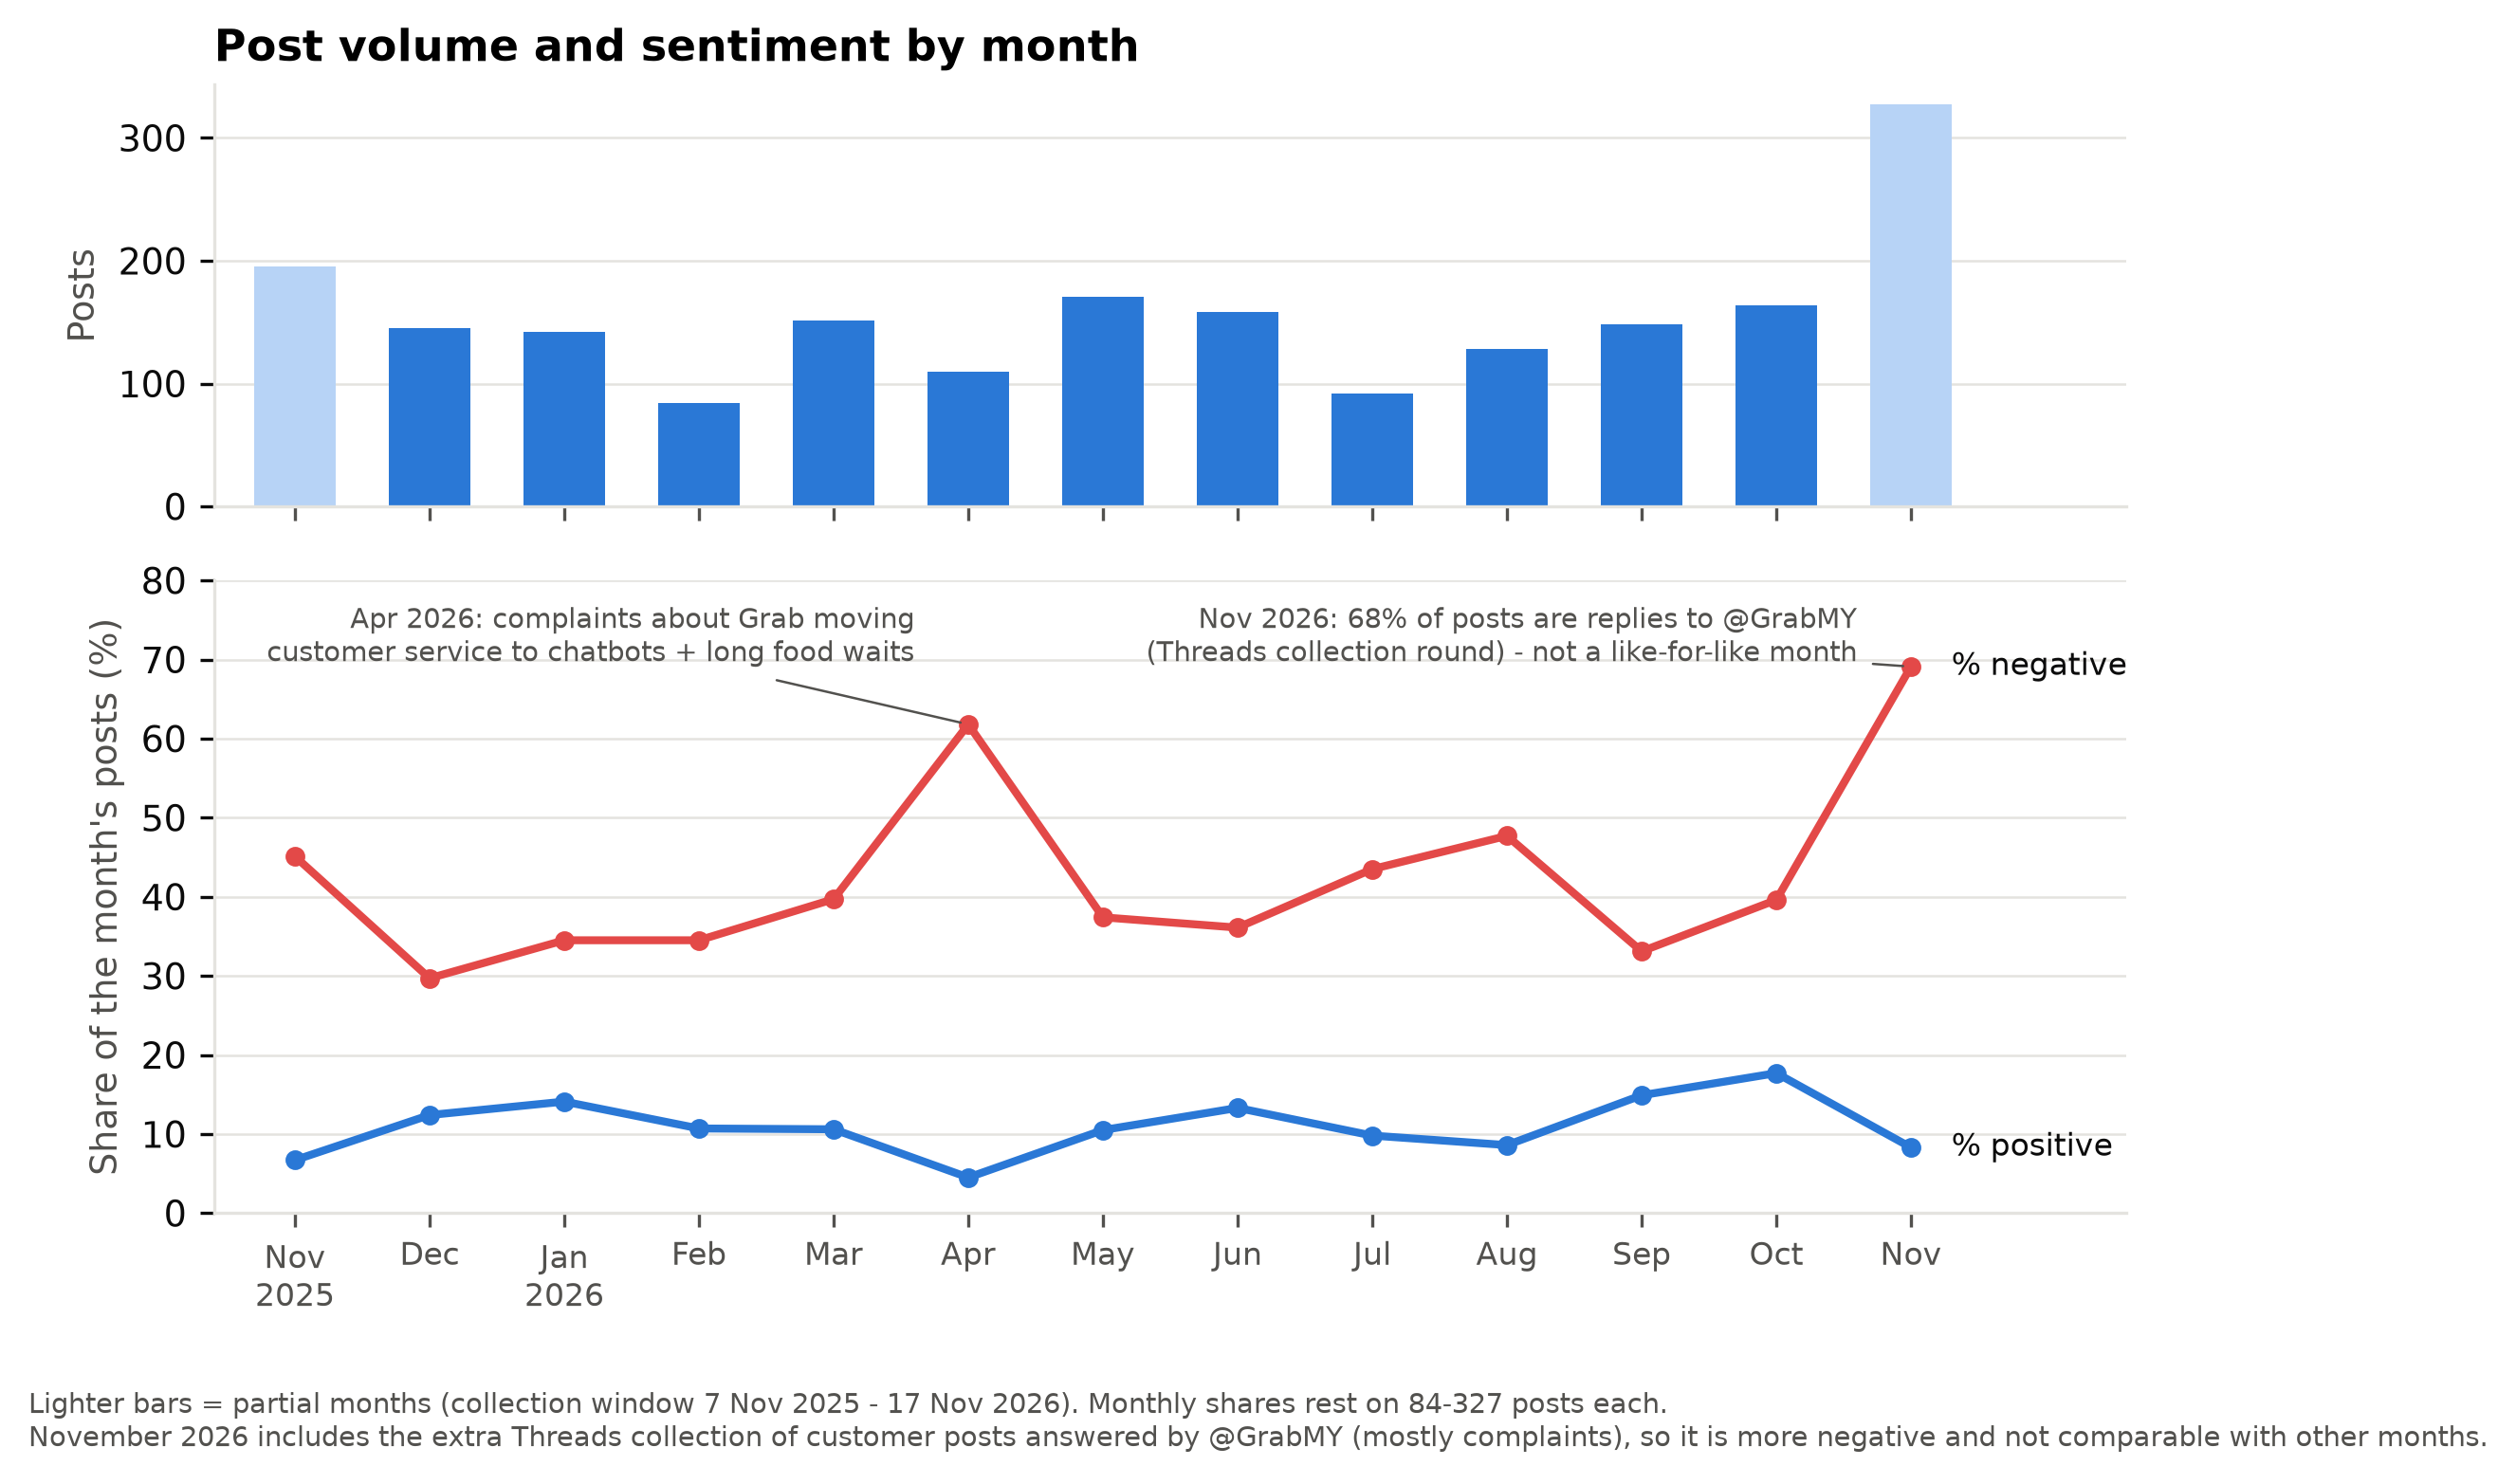 Post volume and sentiment by month
Posts
300
200
100
0
Share of the month's posts (%)
80
70
60
50
40
30
20
10
0
Apr 2026: complaints about Grab moving
customer service to chatbots + long food waits
Nov 2026: 68% of posts are replies to @GrabMY
(Threads collection round) - not a like-for-like month
% negative
% positive
Nov Dec Jan Feb Mar Apr May Jun Jul Aug Sep Oct Nov
2025 2026
Lighter bars = partial months (collection window 7 Nov 2025 - 17 Nov 2026). Monthly shares rest on 84-327 posts each.
November 2026 includes the extra Threads collection of customer posts answered by @GrabMY (mostly complaints), so it is more negative and not comparable with other months.